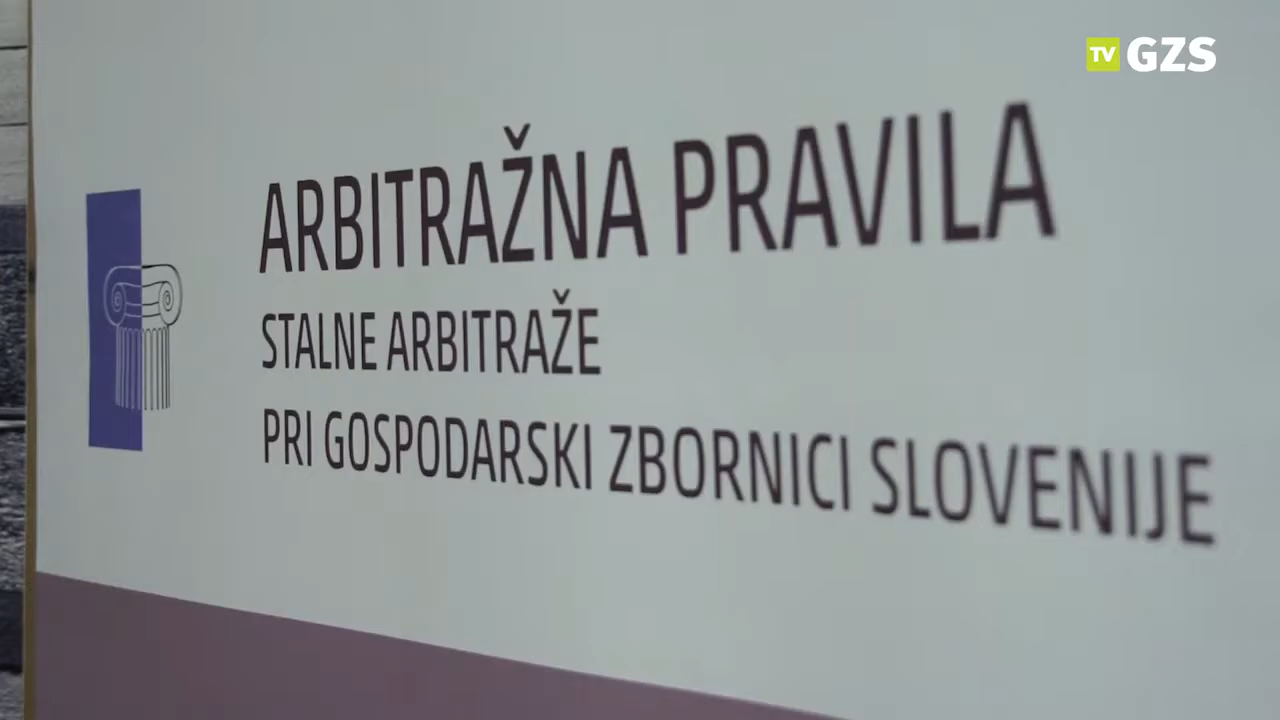 TV GZS
ARBITRAŽNA PRAVILA
STALNE ARBITRAŽE
PRI GOSPODARSKI ZBORNICI SLOVENIJE